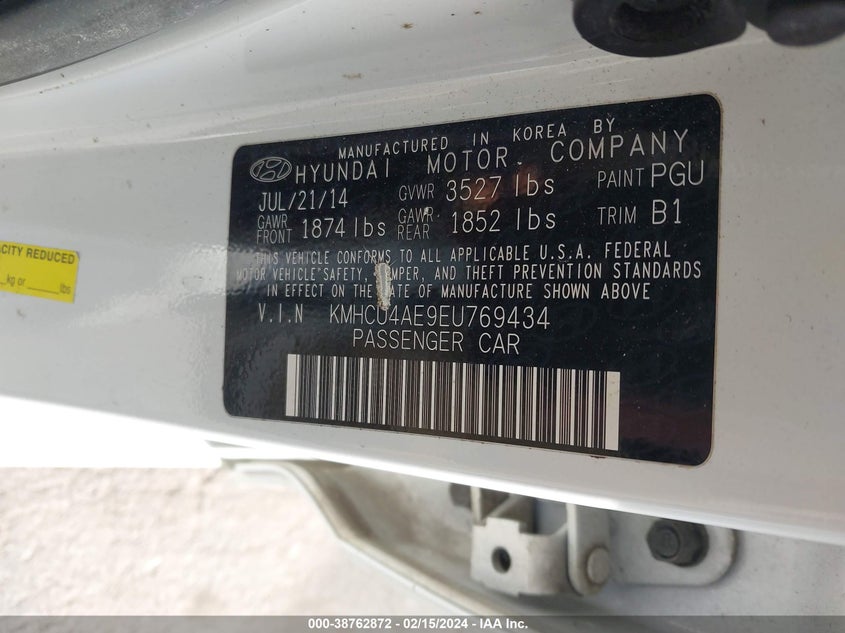 MANUFACTURED IN KOREA BY
HYUNDAI MOTOR COMPANY
JUL/21/14 GVWR 3527 lbs PAINT PGU
GAWR FRONT 1874 lbs GAWR REAR 1852 lbs TRIM B1
THIS VEHICLE CONFORMS TO ALL APPLICABLE U.S.A. FEDERAL
MOTOR VEHICLE SAFETY, BUMPER, AND THEFT PREVENTION STANDARDS
IN EFFECT ON THE DATE OF MANUFACTURE SHOWN ABOVE
V.I.N KMHCU4AE9EU769434
PASSENGER CAR
CITY REDUCED
kg or lbs
000-38762872 - 02/15/2024 - IAA Inc.